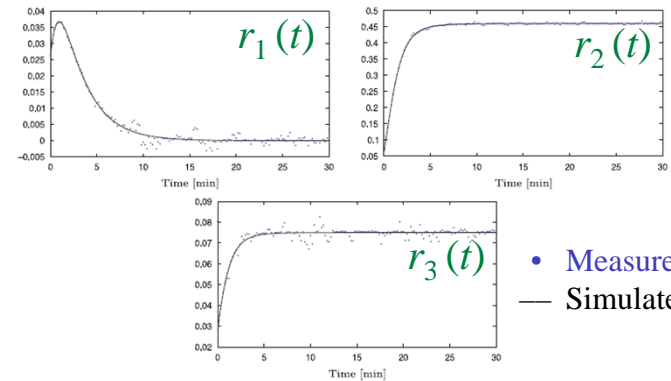 0,04
0,035
0,03
0,025
0,02
0,015
0,01
0,005
0
−0,005
0 5 10 15 20 25 30
Time [min]
r₁ (t)
0.5
0.45
0.4
0.35
0.3
0.25
0.2
0.15
0.1
0.05
0 5 10 15 20 25 30
Time [min]
r₂ (t)
0,09
0,08
0,07
0,06
0,05
0,04
0,03
0,02
0 5 10 15 20 25 30
Time [min]
r₃ (t)
• Measure
— Simulate